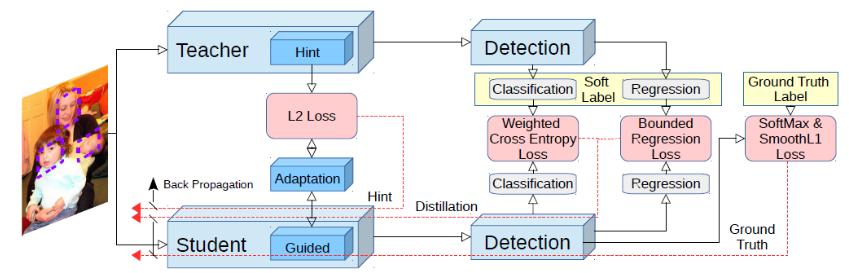 Teacher
Hint
Detection
Classification
Soft
Label
Regression
Ground Truth
Label
L2 Loss
Weighted
Cross Entropy
Loss
Bounded
Regression
Loss
SoftMax &
SmoothL1
Loss
Adaptation
Back Propagation
Hint
Classification
Regression
Distillation
Student
Guided
Detection
Ground
Truth